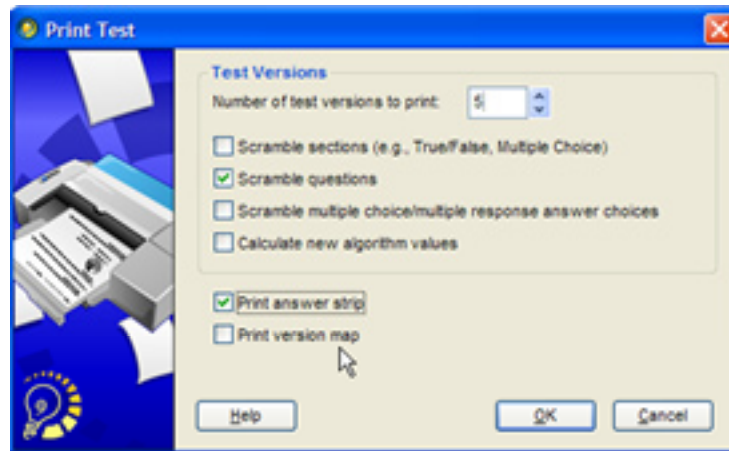 Print Test
Test Versions
Number of test versions to print: 5
Scramble sections (e.g., True/False, Multiple Choice)
Scramble questions
Scramble multiple choice/multiple response answer choices
Calculate new algorithm values
Print answer strip
Print version map
Help OK Cancel